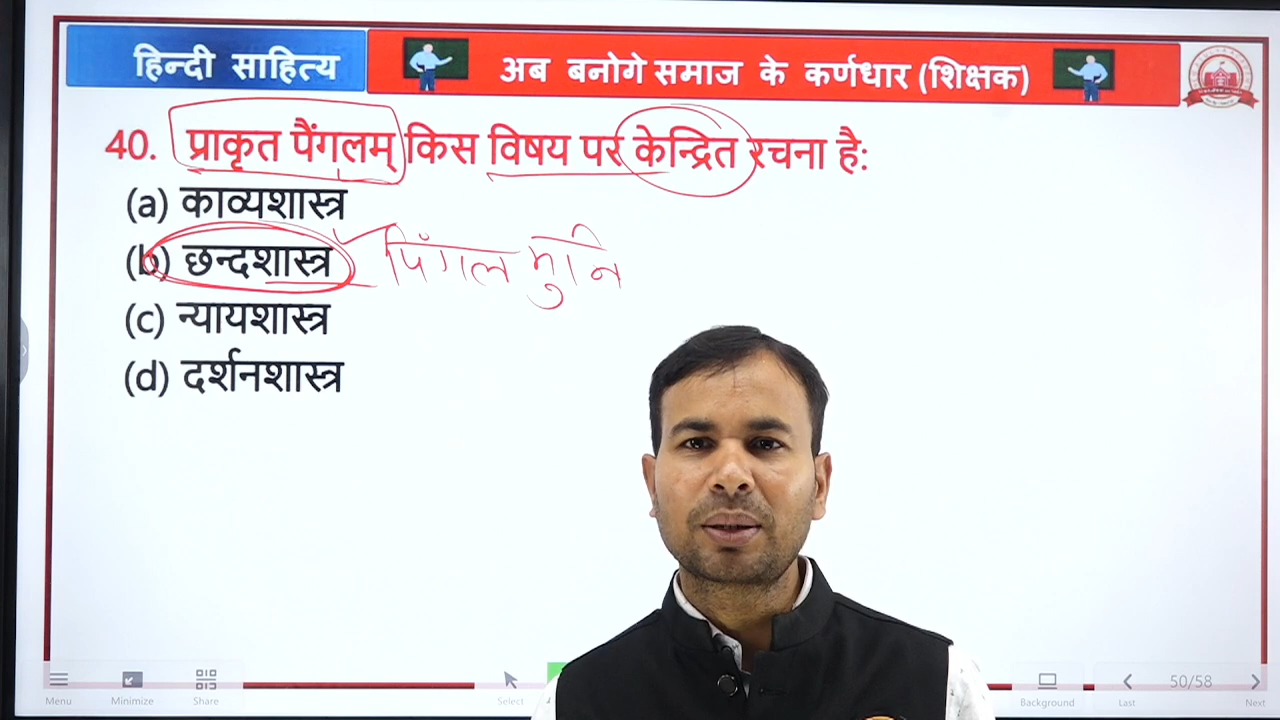 हिन्दी साहित्य
अब बनोगे समाज के कर्णधार (शिक्षक)
40. प्राकृत पैंगलम् किस विषय पर केन्द्रित रचना है:
(a) काव्यशास्त्र
(b) छन्दशास्त्र पिंगल मुनि
(c) न्यायशास्त्र
(d) दर्शनशास्त्र
Menu Minimize Share Select Background Last 50/58 Next